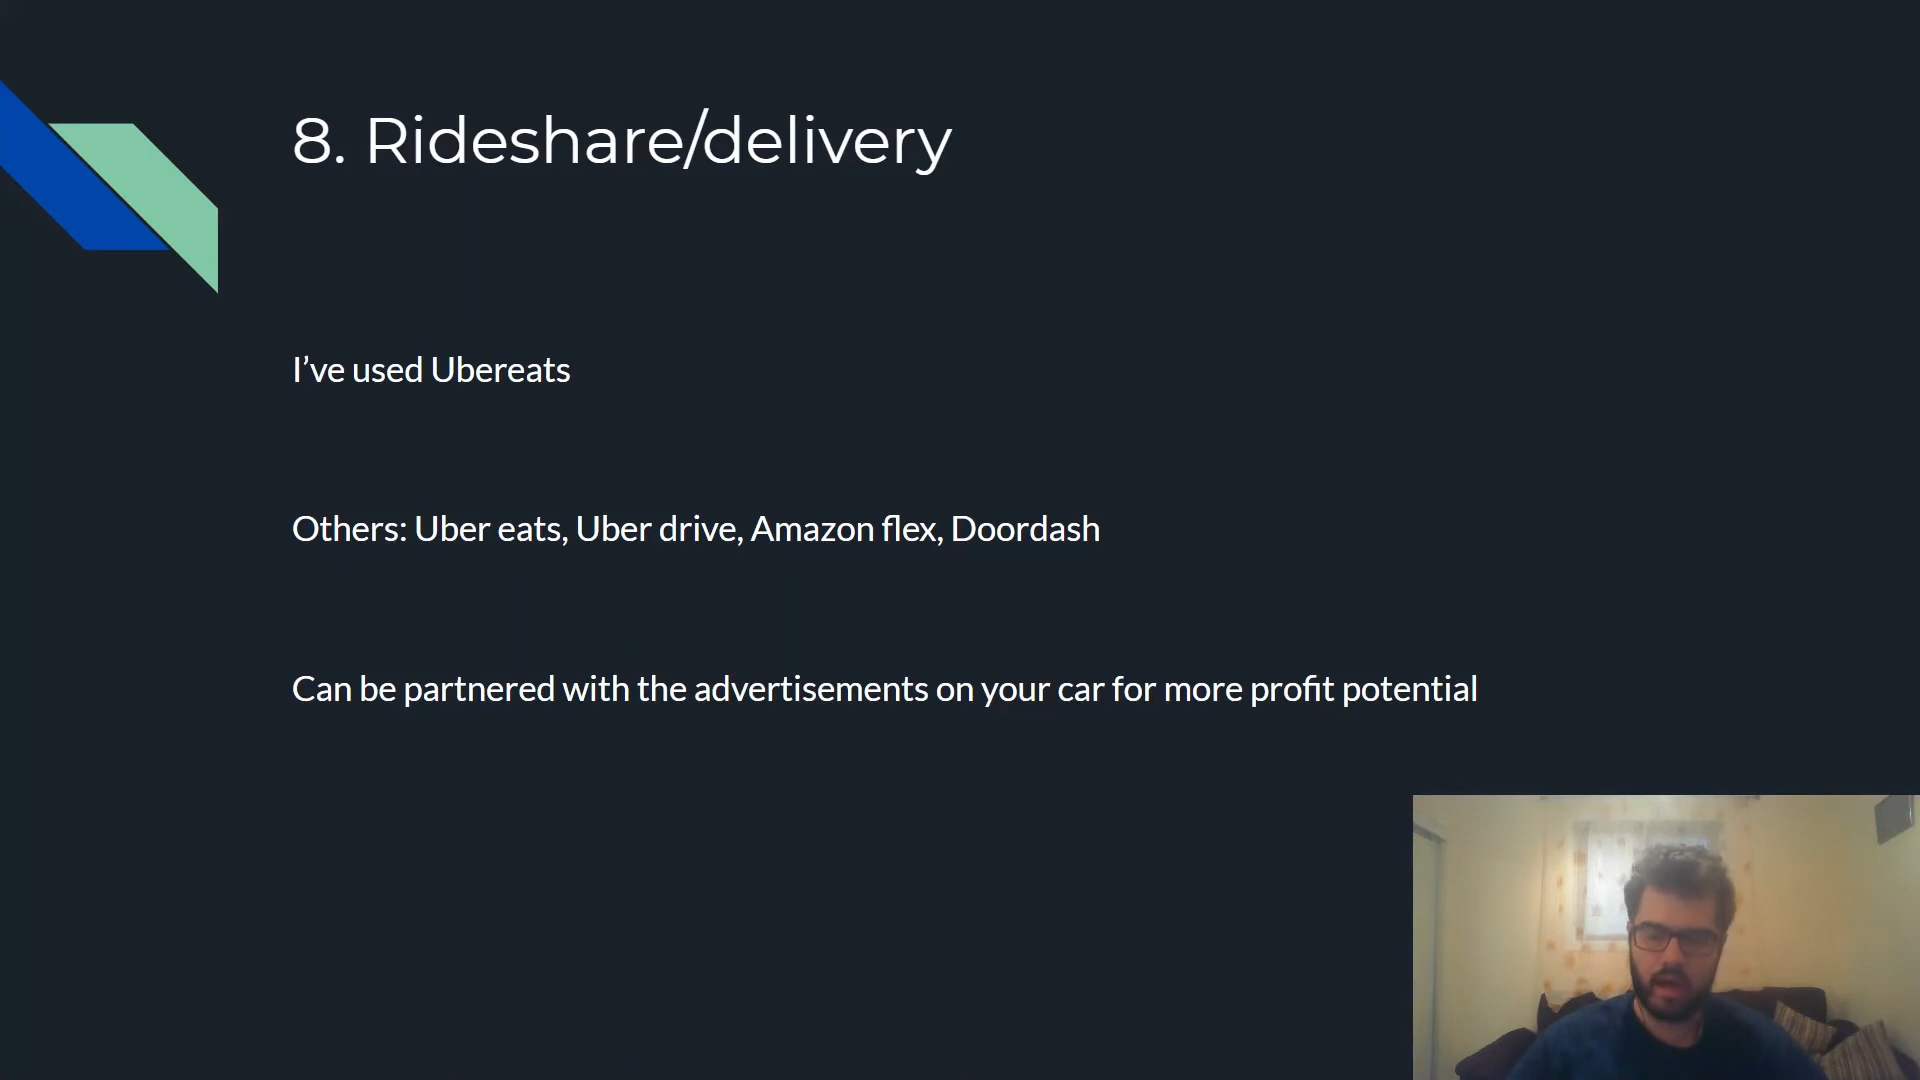 8. Rideshare/delivery
I’ve used Ubereats
Others: Uber eats, Uber drive, Amazon flex, Doordash
Can be partnered with the advertisements on your car for more profit potential